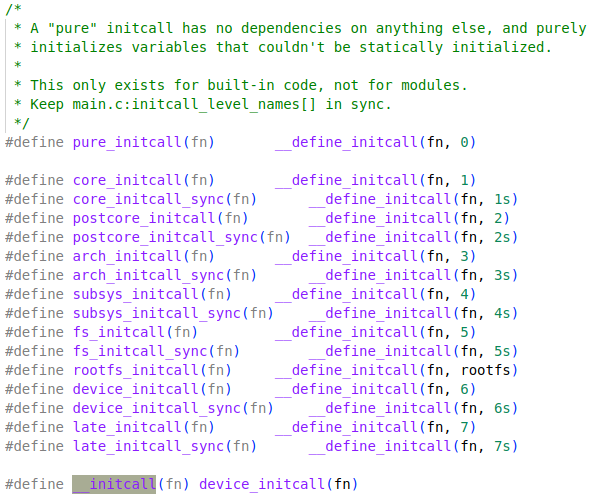 /*
 * A "pure" initcall has no dependencies on anything else, and purely
 * initializes variables that couldn't be statically initialized.
 *
 * This only exists for built-in code, not for modules.
 * Keep main.c:initcall_level_names[] in sync.
 */
#define pure_initcall(fn)       __define_initcall(fn, 0)

#define core_initcall(fn)       __define_initcall(fn, 1)
#define core_initcall_sync(fn)      __define_initcall(fn, 1s)
#define postcore_initcall(fn)       __define_initcall(fn, 2)
#define postcore_initcall_sync(fn)  __define_initcall(fn, 2s)
#define arch_initcall(fn)       __define_initcall(fn, 3)
#define arch_initcall_sync(fn)      __define_initcall(fn, 3s)
#define subsys_initcall(fn)     __define_initcall(fn, 4)
#define subsys_initcall_sync(fn)    __define_initcall(fn, 4s)
#define fs_initcall(fn)         __define_initcall(fn, 5)
#define fs_initcall_sync(fn)        __define_initcall(fn, 5s)
#define rootfs_initcall(fn)     __define_initcall(fn, rootfs)
#define device_initcall(fn)     __define_initcall(fn, 6)
#define device_initcall_sync(fn)    __define_initcall(fn, 6s)
#define late_initcall(fn)       __define_initcall(fn, 7)
#define late_initcall_sync(fn)      __define_initcall(fn, 7s)

#define __initcall(fn) device_initcall(fn)